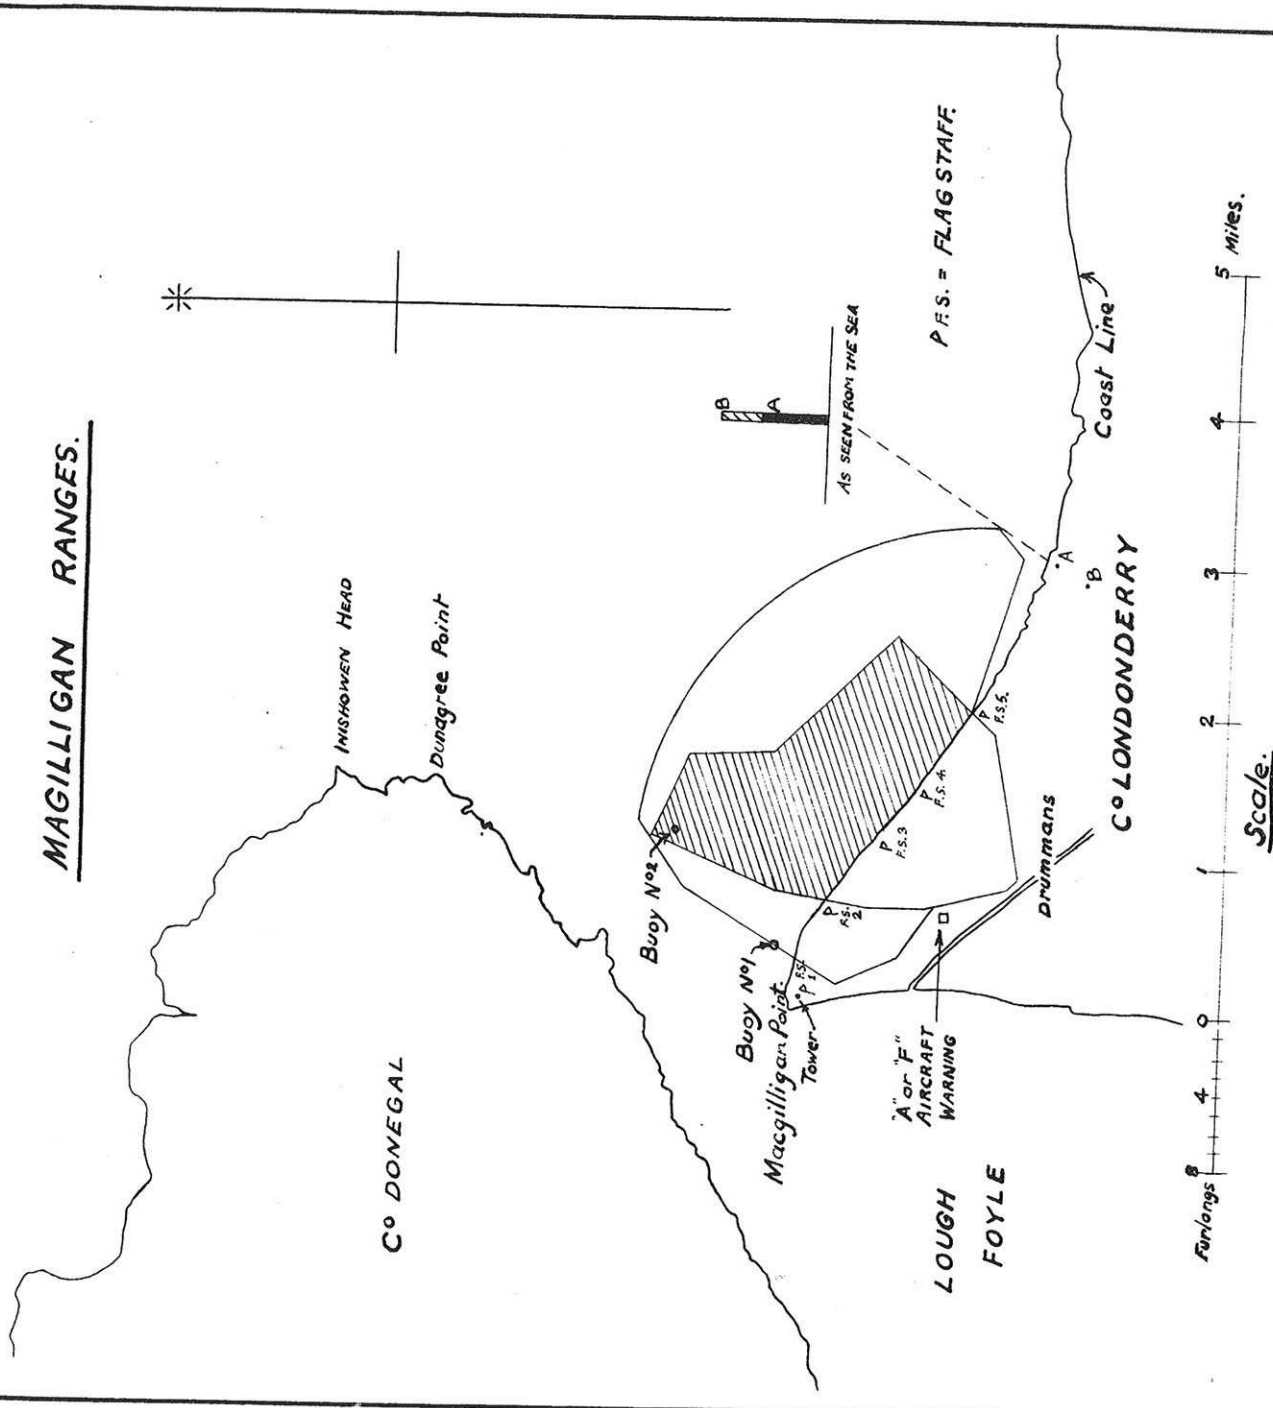 MAGILLIGAN RANGES.
INISHOWEN HEAD
Dunagree Point
Co DONEGAL
Buoy No2
Buoy No1
Macgilligan Point.
Tower
P
F.S.
1
P
F.S.
2
P
F.S.3
P
F.S.4.
P
F.S.5.
B
A
AS SEEN FROM THE SEA
P F.S. = FLAGSTAFF.
"A" or "F"
AIRCRAFT
WARNING
LOUGH
FOYLE
Drummans
Co LONDONDERRY
A
B
Coast Line
Furlongs 8 4 0 1 2 3 4 5 Miles.
Scale.